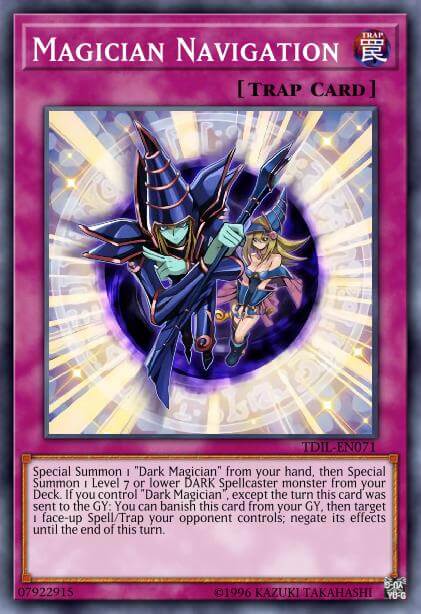 MAGICIAN NAVIGATION
TRAP
罠
[TRAP CARD]
TDIL-EN071
Special Summon 1 "Dark Magician" from your hand, then Special
Summon 1 Level 7 or lower DARK Spellcaster monster from your
Deck. If you control "Dark Magician", except the turn this card was
sent to the GY: You can banish this card from your GY, then target
1 face-up Spell/Trap your opponent controls; negate its effects
until the end of this turn.
07922915
©1996 KAZUKI TAKAHASHI